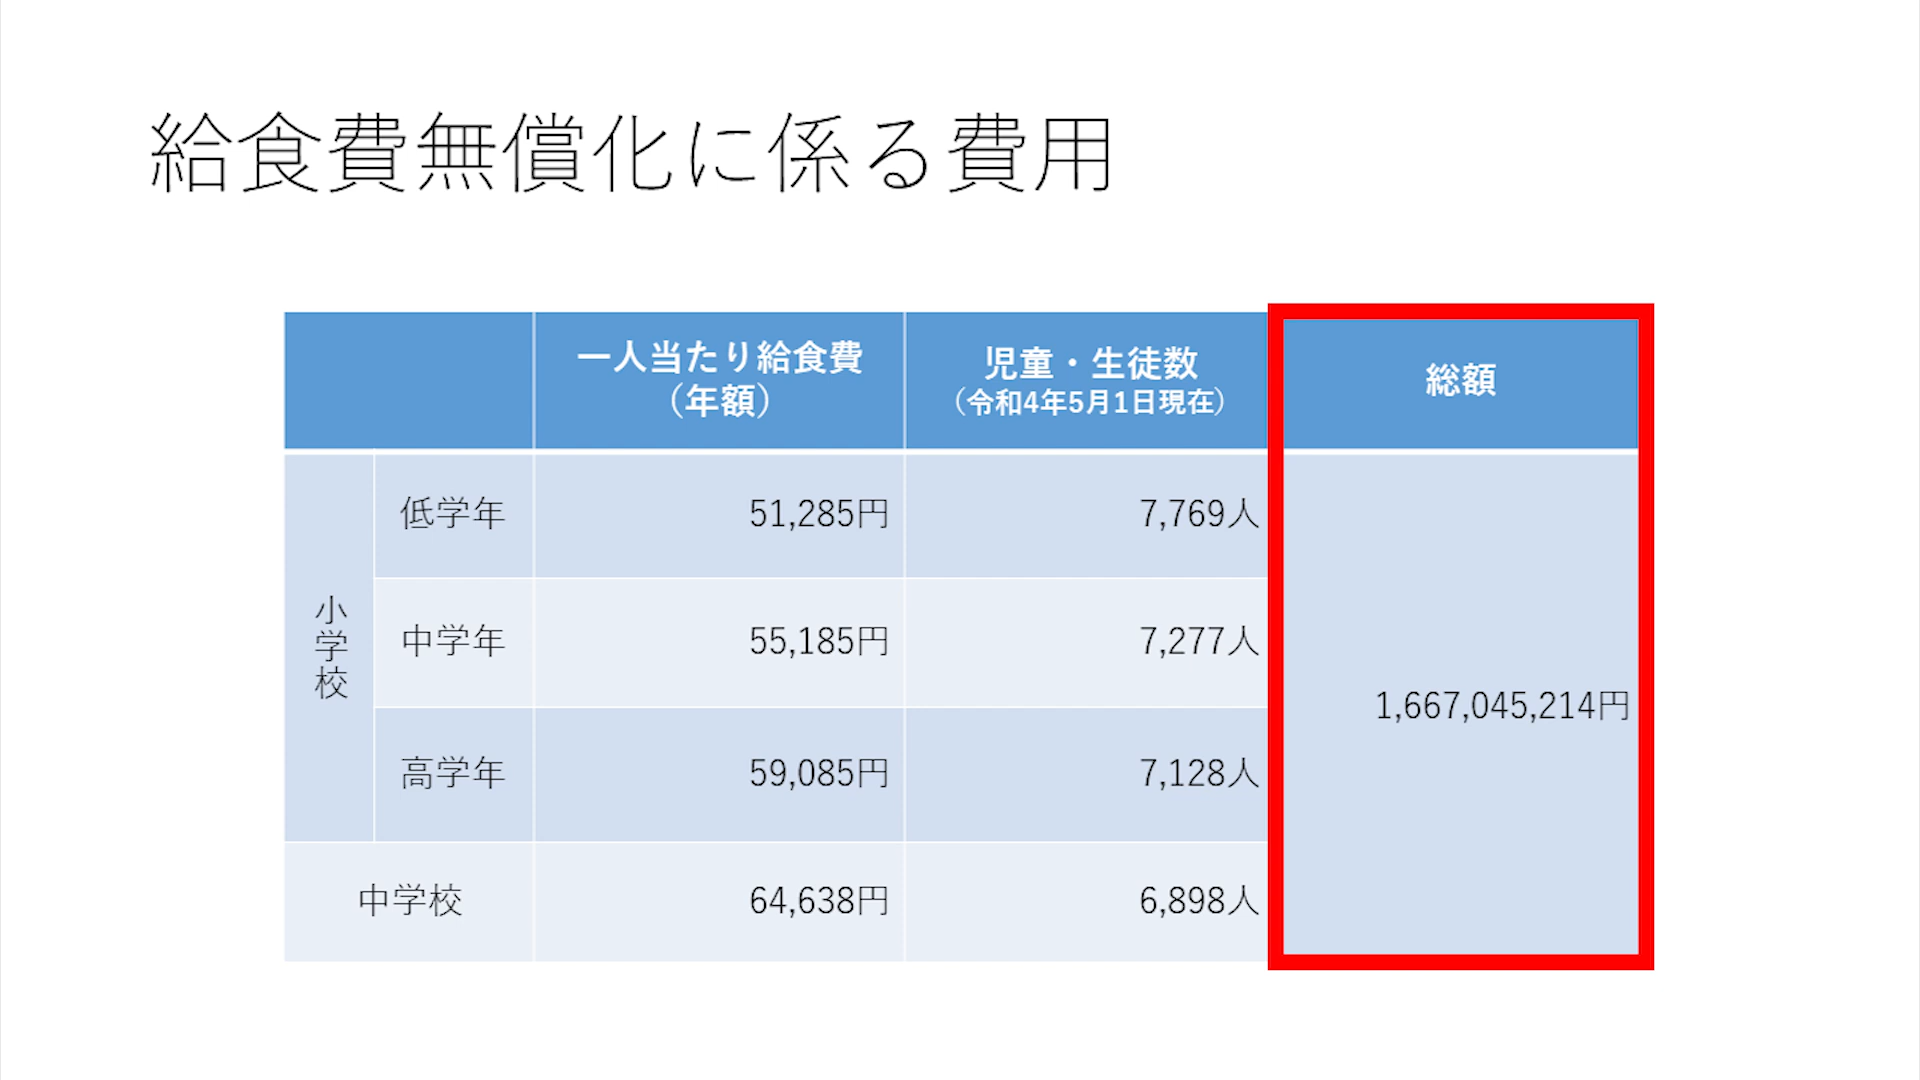 給食費無償化に係る費用
一人当たり給食費
（年額）
児童・生徒数
（令和4年5月1日現在）
総額
小学校
低学年
51,285円
7,769人
中学年
55,185円
7,277人
高学年
59,085円
7,128人
中学校
64,638円
6,898人
1,667,045,214円